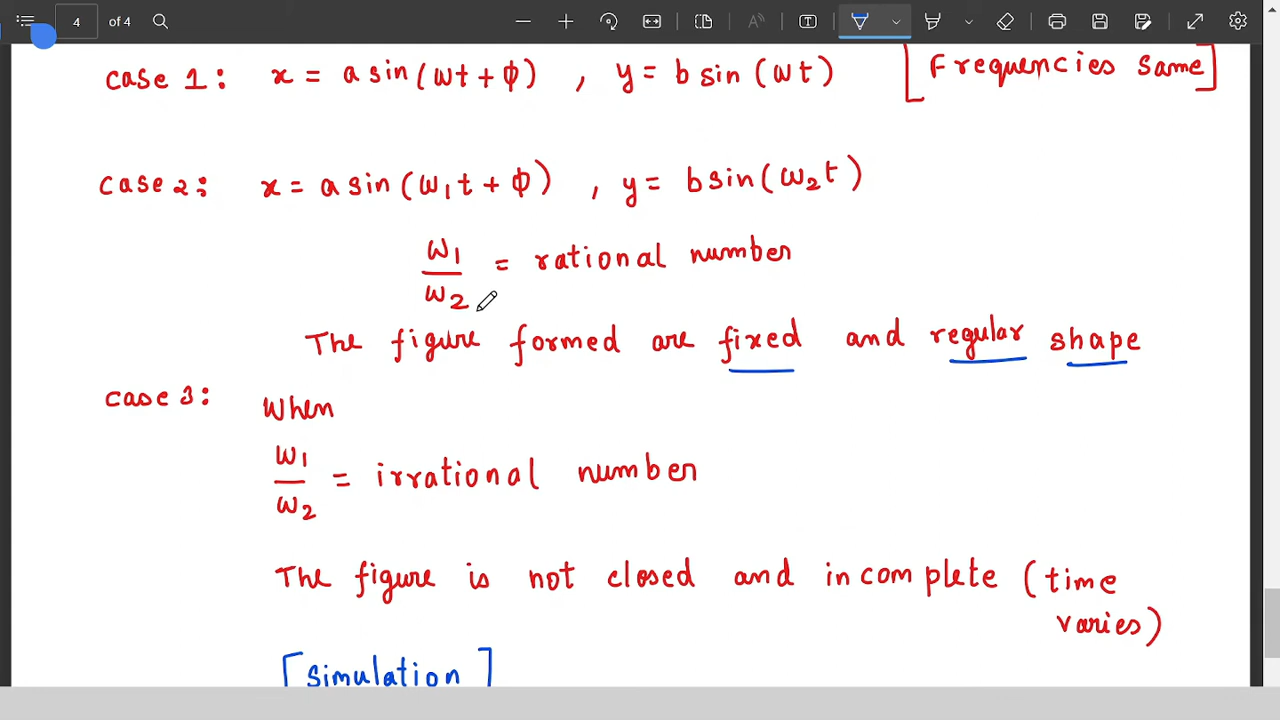 4 of 4
case 1: x = a sin(ωt + φ) , y = b sin (ωt) [Frequencies same]
case 2: x = a sin(ω₁t + φ) , y = b sin(ω₂t)
ω₁/ω₂ = rational number
The figure formed are fixed and regular shape
case 3: When
ω₁/ω₂ = irrational number
The figure is not closed and incomplete (time
varies)
[simulation]